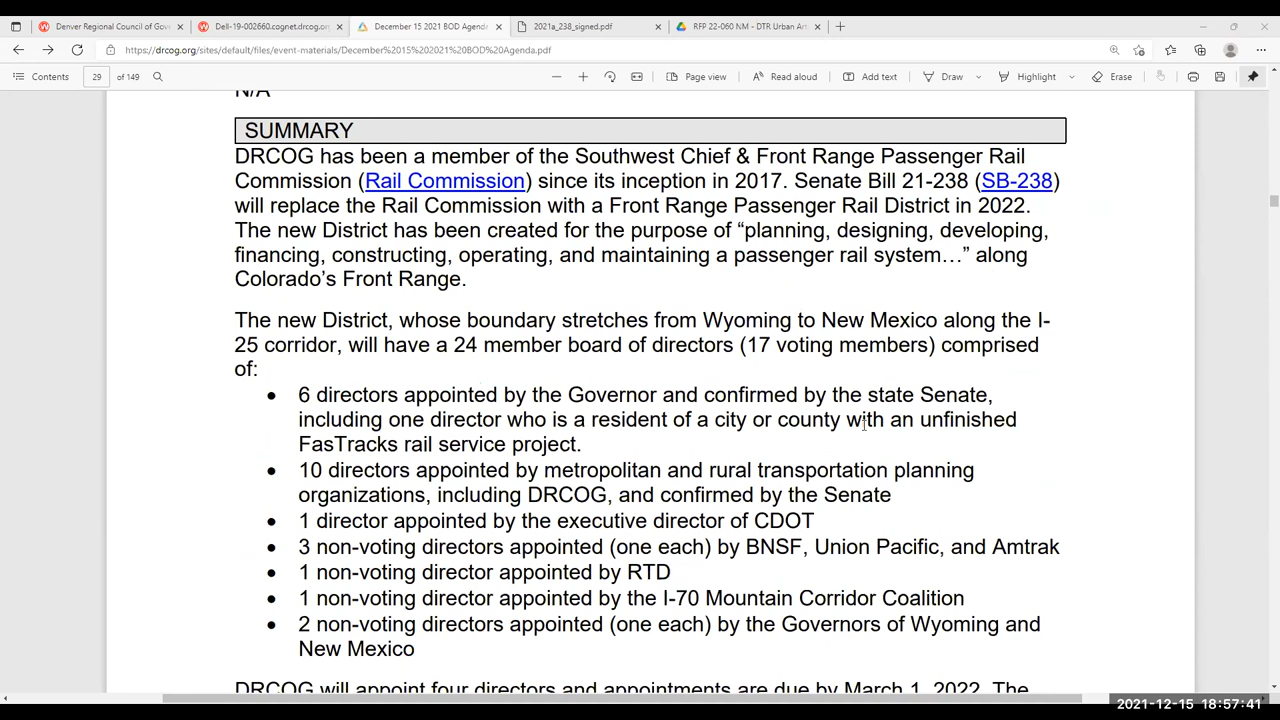 Denver Regional Council of Gov
Dell-19-002660.cognet.drcog.org
December 15 2021 BOD Agenda
2021a_238_signed.pdf
RFP 22-060 NM - DTR Urban Art
https://drcog.org/sites/default/files/event-materials/December%2015%202021%20BOD%20Agenda.pdf
Contents 29 of 149 Page view Read aloud Add text Draw Highlight Erase
N/A
SUMMARY
DRCOG has been a member of the Southwest Chief & Front Range Passenger Rail
Commission (Rail Commission) since its inception in 2017. Senate Bill 21-238 (SB-238)
will replace the Rail Commission with a Front Range Passenger Rail District in 2022.
The new District has been created for the purpose of “planning, designing, developing,
financing, constructing, operating, and maintaining a passenger rail system…” along
Colorado’s Front Range.
The new District, whose boundary stretches from Wyoming to New Mexico along the I-
25 corridor, will have a 24 member board of directors (17 voting members) comprised
of:
• 6 directors appointed by the Governor and confirmed by the state Senate,
including one director who is a resident of a city or county with an unfinished
FasTracks rail service project.
• 10 directors appointed by metropolitan and rural transportation planning
organizations, including DRCOG, and confirmed by the Senate
• 1 director appointed by the executive director of CDOT
• 3 non-voting directors appointed (one each) by BNSF, Union Pacific, and Amtrak
• 1 non-voting director appointed by RTD
• 1 non-voting director appointed by the I-70 Mountain Corridor Coalition
• 2 non-voting directors appointed (one each) by the Governors of Wyoming and
New Mexico
DRCOG will appoint four directors and appointments are due by March 1, 2022. The
2021-12-15 18:57:41